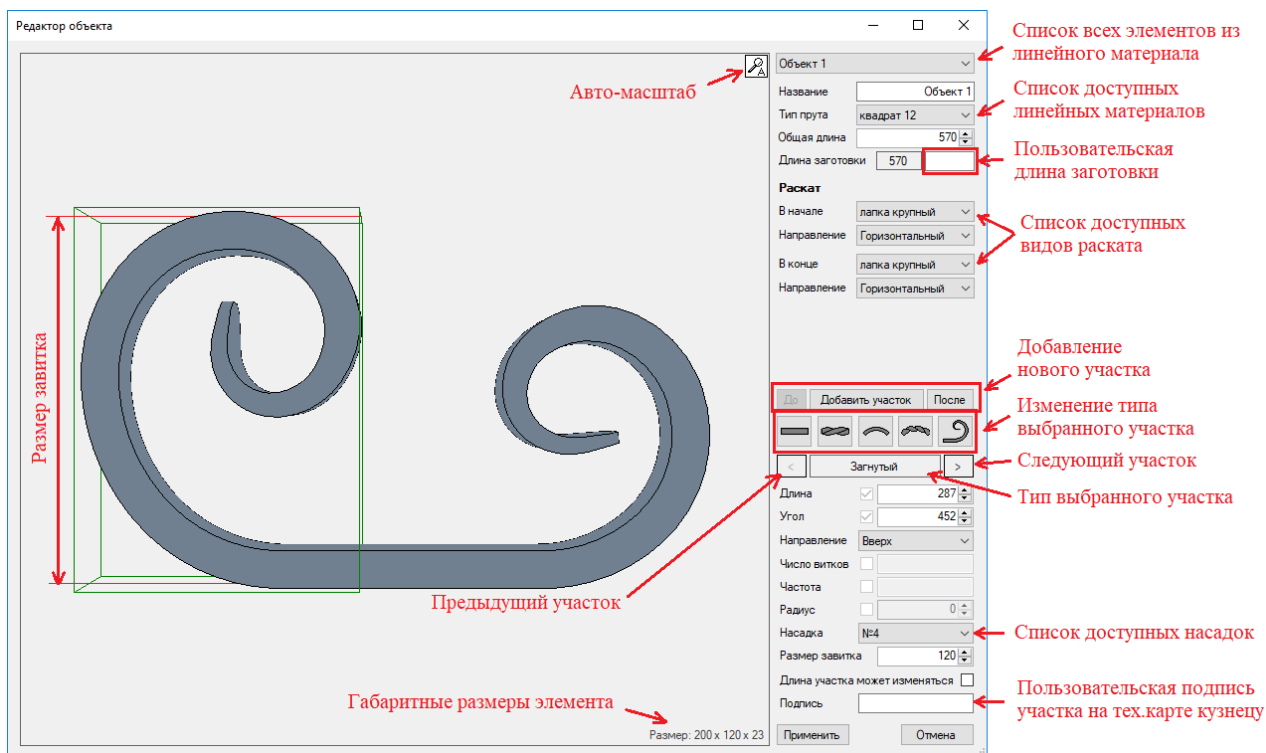 Редактор объекта
Авто-масштаб
Размер завитка
Предыдущий участок
Габаритные размеры элемента
Размер: 200 x 120 x 23
Объект 1
Название
Объект 1
Тип прута
квадрат 12
Общая длина
570
Длина заготовки
570
Раскат
В начале
лапка крупный
Направление
Горизонтальный
В конце
лапка крупный
Направление
Горизонтальный
До
Добавить участок
После
<
Загнутый
>
Длина
287
Угол
452
Направление
Вверх
Число витков
Частота
Радиус
0
Насадка
№4
Размер завитка
120
Длина участка может изменяться
Подпись
Применить
Отмена
Список всех элементов из
линейного материала
Список доступных
линейных материалов
Пользовательская
длина заготовки
Список доступных
видов раската
Добавление
нового участка
Изменение типа
выбранного участка
Следующий участок
Тип выбранного участка
Список доступных насадок
Пользовательская подпись
участка на тех.карте кузнецу